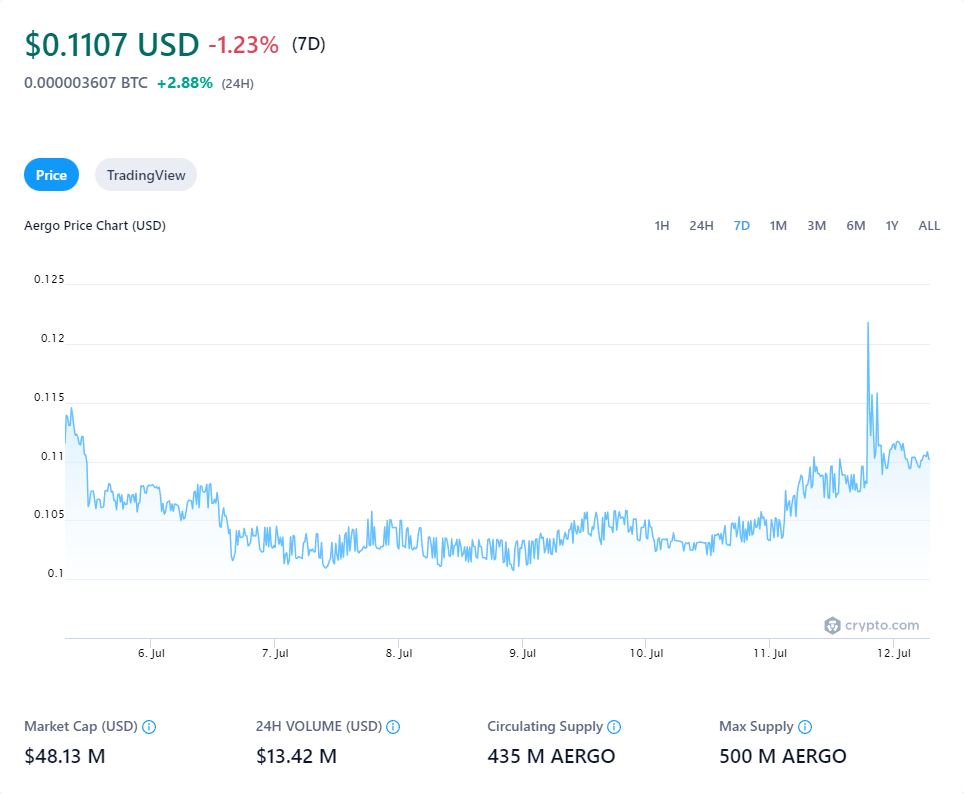 $0.1107 USD -1.23% (7D)
0.000003607 BTC +2.88% (24H)
Price TradingView
Aergo Price Chart (USD) 1H 24H 7D 1M 3M 6M 1Y ALL
0.125
0.12
0.115
0.11
0.105
0.1
crypto.com
6. Jul 7. Jul 8. Jul 9. Jul 10. Jul 11. Jul 12. Jul
Market Cap (USD) 24H VOLUME (USD) Circulating Supply Max Supply
$48.13 M $13.42 M 435 M AERGO 500 M AERGO